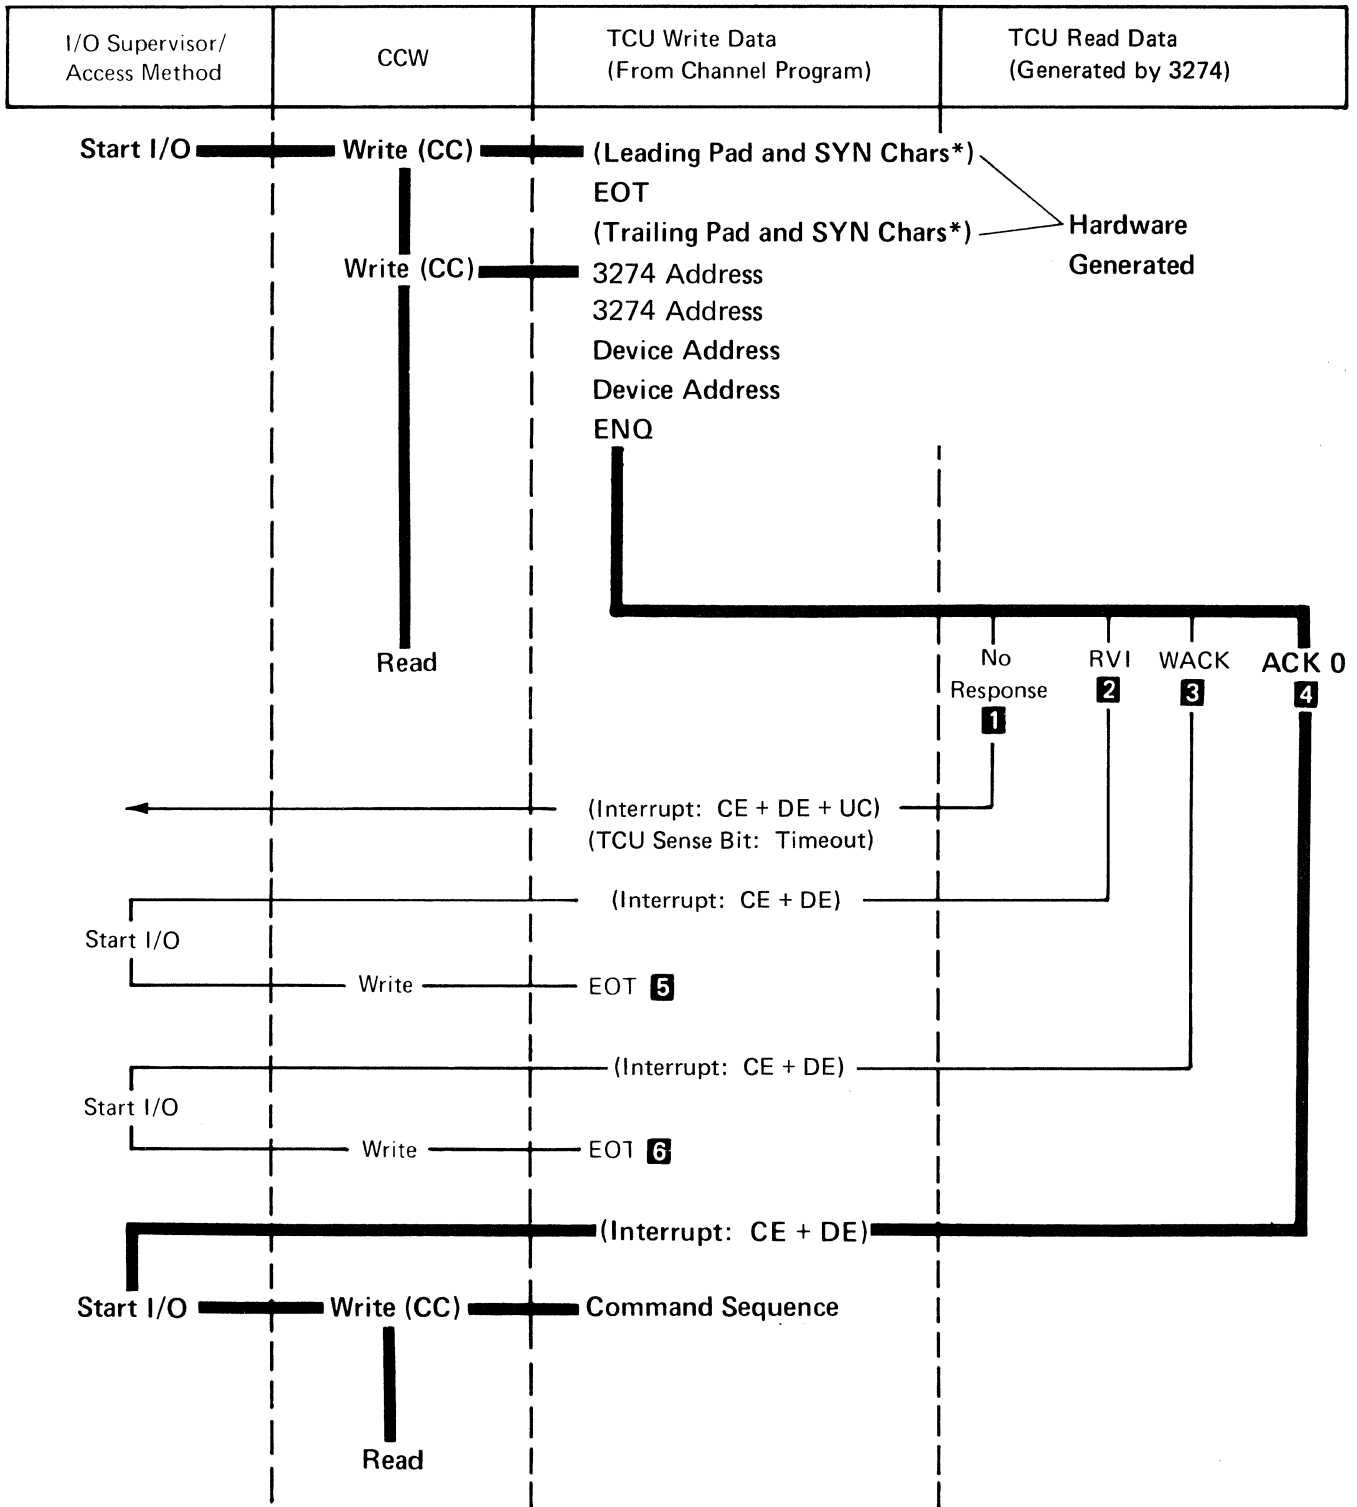 I/O Supervisor/
Access Method
CCW
TCU Write Data
(From Channel Program)
TCU Read Data
(Generated by 3274)
Start I/O
Write (CC)
(Leading Pad and SYN Chars*)
EOT
(Trailing Pad and SYN Chars*)
Hardware
Generated
Write (CC)
3274 Address
3274 Address
Device Address
Device Address
ENQ
Read
No
Response
1
RVI
2
WACK
3
ACK 0
4
(Interrupt: CE + DE + UC)
(TCU Sense Bit: Timeout)
(Interrupt: CE + DE)
Start I/O
Write
EOT 5
(Interrupt: CE + DE)
Start I/O
Write
EOT 6
(Interrupt: CE + DE)
Start I/O
Write (CC)
Command Sequence
Read